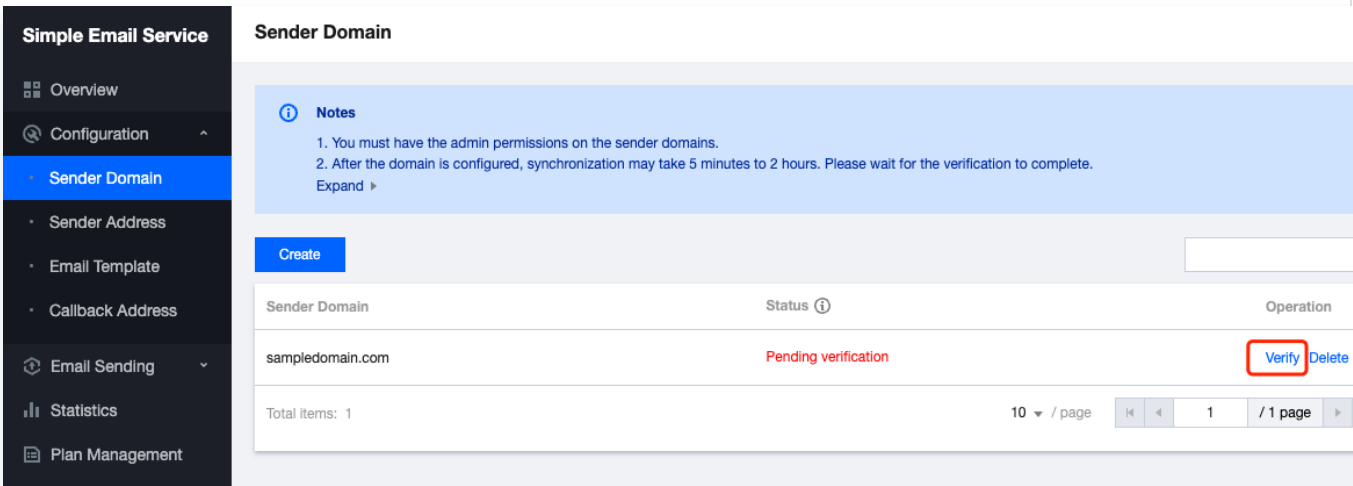 Simple Email Service
Overview
Configuration
Sender Domain
Sender Address
Email Template
Callback Address
Email Sending
Statistics
Plan Management
Sender Domain
Notes
1. You must have the admin permissions on the sender domains.
2. After the domain is configured, synchronization may take 5 minutes to 2 hours. Please wait for the verification to complete.
Expand
Create
Sender Domain Status Operation
sampledomain.com Pending verification Verify Delete
Total items: 1 10 / page 1 / 1 page